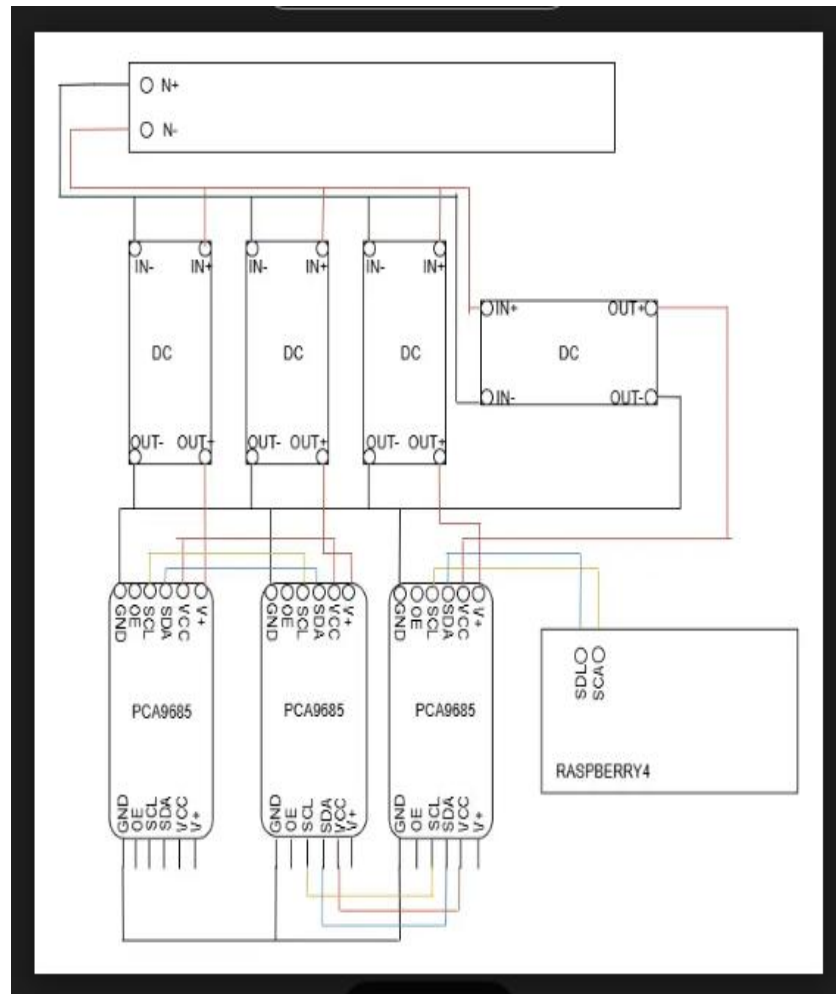 N+
N-
IN- IN+
IN- IN+
IN- IN+
IN+ OUT+
DC
DC
DC
DC
IN- OUT-
OUT- OUT+
OUT- OUT+
OUT- OUT+
GND OE SCL SDA VCC V+
GND OE SCL SDA VCC V+
GND OE SCL SDA VCC V+
SDL SCA
PCA9685
PCA9685
PCA9685
RASPBERRY4
GND OE SCL SDA VCC V+
GND OE SCL SDA VCC V+
GND OE SCL SDA VCC V+